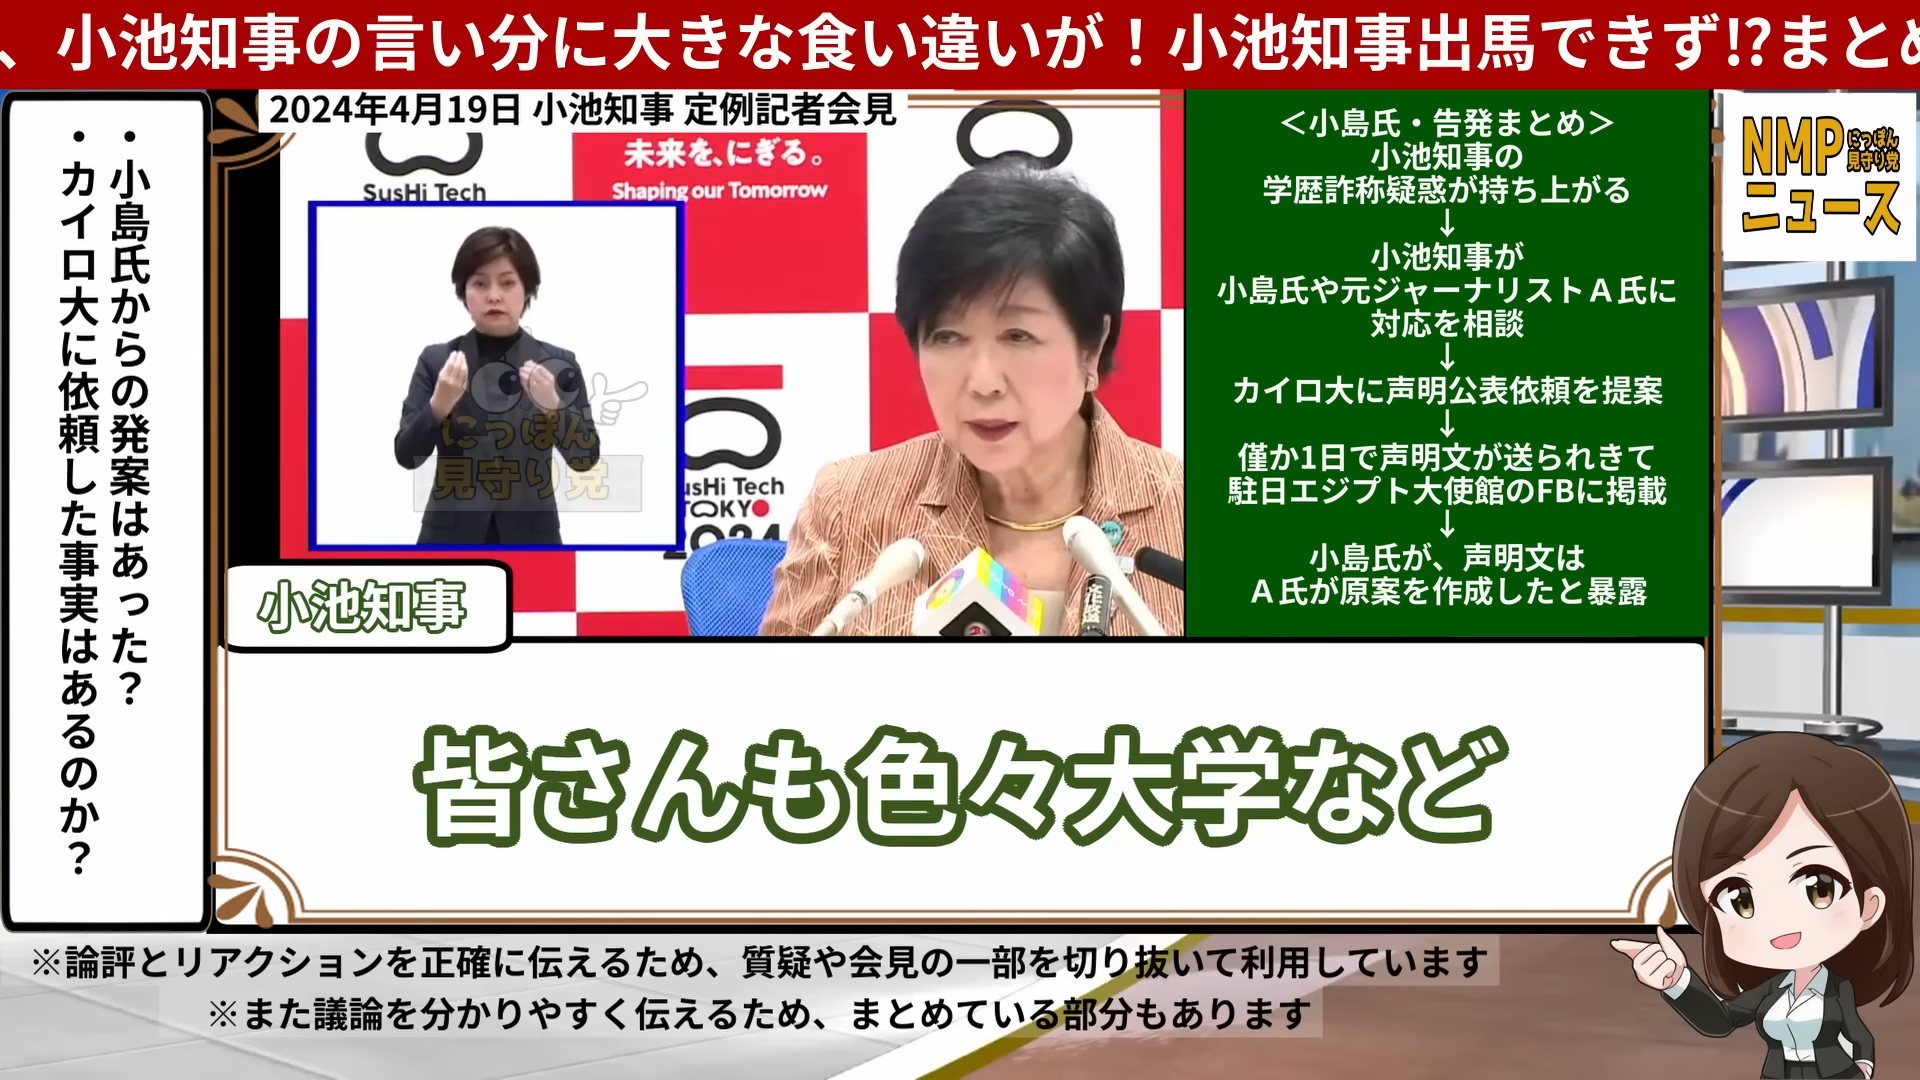 、小池知事の言い分に大きな食い違いが！小池知事出馬できず!?まとめ
2024年4月19日 小池知事 定例記者会見
・小島氏からの発案はあった？
・カイロ大に依頼した事実はあるのか？
未来を、にぎる。
Shaping our Tomorrow
SusHi Tech
usHi Tech
TOKYO
2024
にっぽん
見守り党
＜小島氏・告発まとめ＞
小池知事の
学歴詐称疑惑が持ち上がる
↓
小池知事が
小島氏や元ジャーナリストＡ氏に
対応を相談
↓
カイロ大に声明公表依頼を提案
↓
僅か1日で声明文が送られきて
駐日エジプト大使館のFBに掲載
↓
小島氏が、声明文は
Ａ氏が原案を作成したと暴露
NMP
にっぽん
見守り党
ニュース
小池知事
皆さんも色々大学など
※論評とリアクションを正確に伝えるため、質疑や会見の一部を切り抜いて利用しています
※また議論を分かりやすく伝えるため、まとめている部分もあります